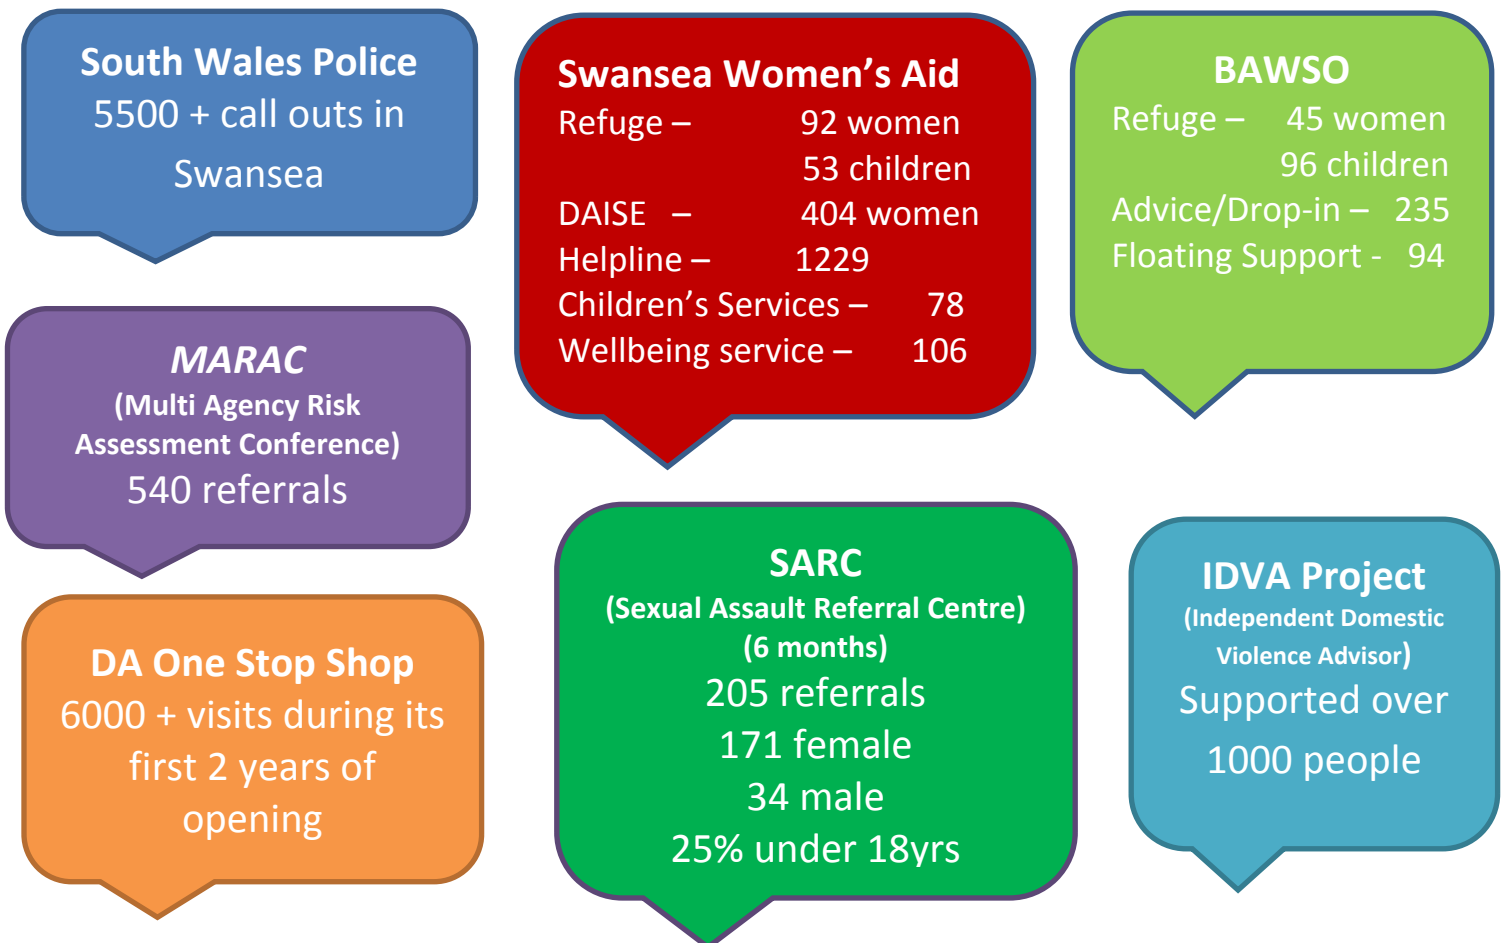 South Wales Police
5500 + call outs in
Swansea
Swansea Women’s Aid
Refuge – 92 women
53 children
DAISE – 404 women
Helpline – 1229
Children’s Services – 78
Wellbeing service – 106
BAWSO
Refuge – 45 women
96 children
Advice/Drop-in – 235
Floating Support - 94
MARAC
(Multi Agency Risk
Assessment Conference)
540 referrals
SARC
(Sexual Assault Referral Centre)
(6 months)
205 referrals
171 female
34 male
25% under 18yrs
IDVA Project
(Independent Domestic
Violence Advisor)
Supported over
1000 people
DA One Stop Shop
6000 + visits during its
first 2 years of
opening